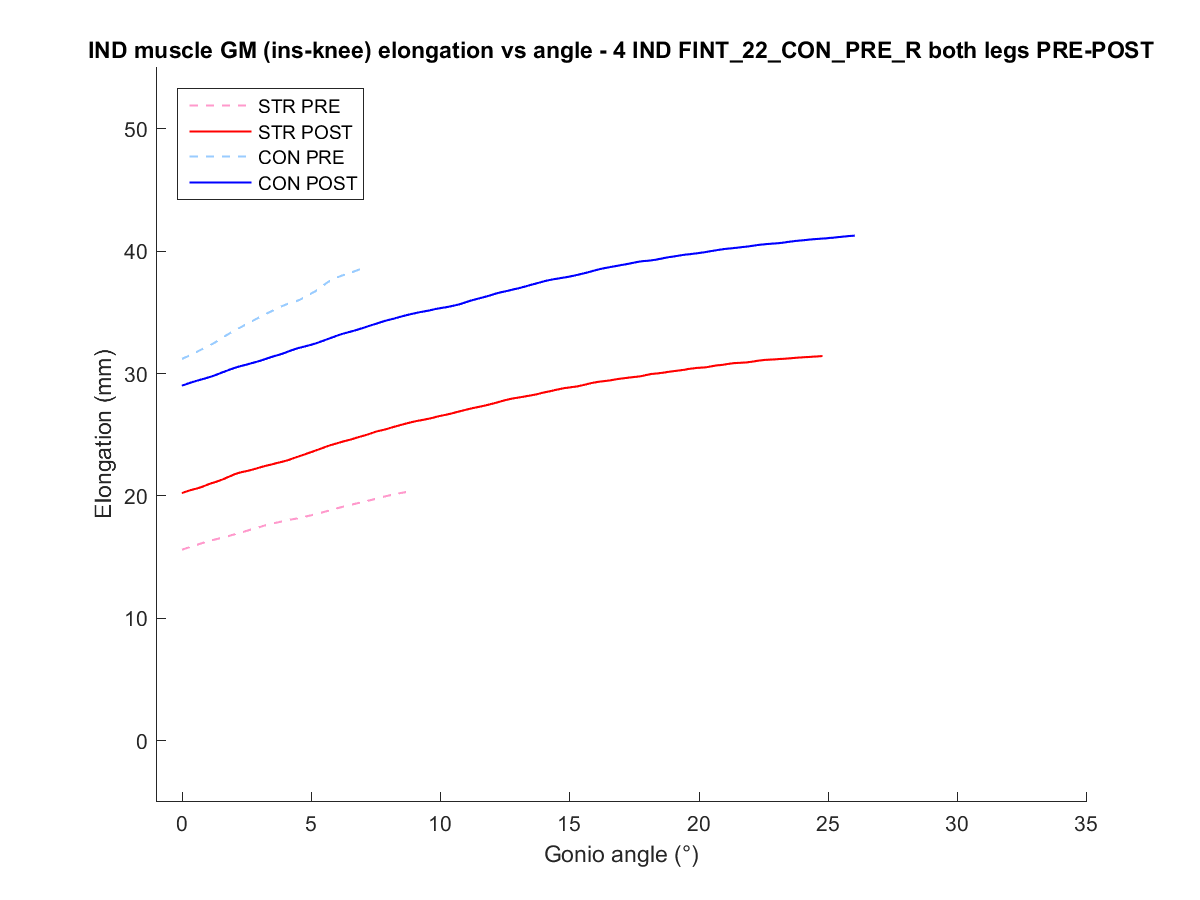 IND muscle GM (ins-knee) elongation vs angle - 4 IND FINT_22_CON_PRE_R both legs PRE-POST
STR PRE
STR POST
CON PRE
CON POST
50
40
30
20
10
0
Elongation (mm)
0 5 10 15 20 25 30 35
Gonio angle (°)